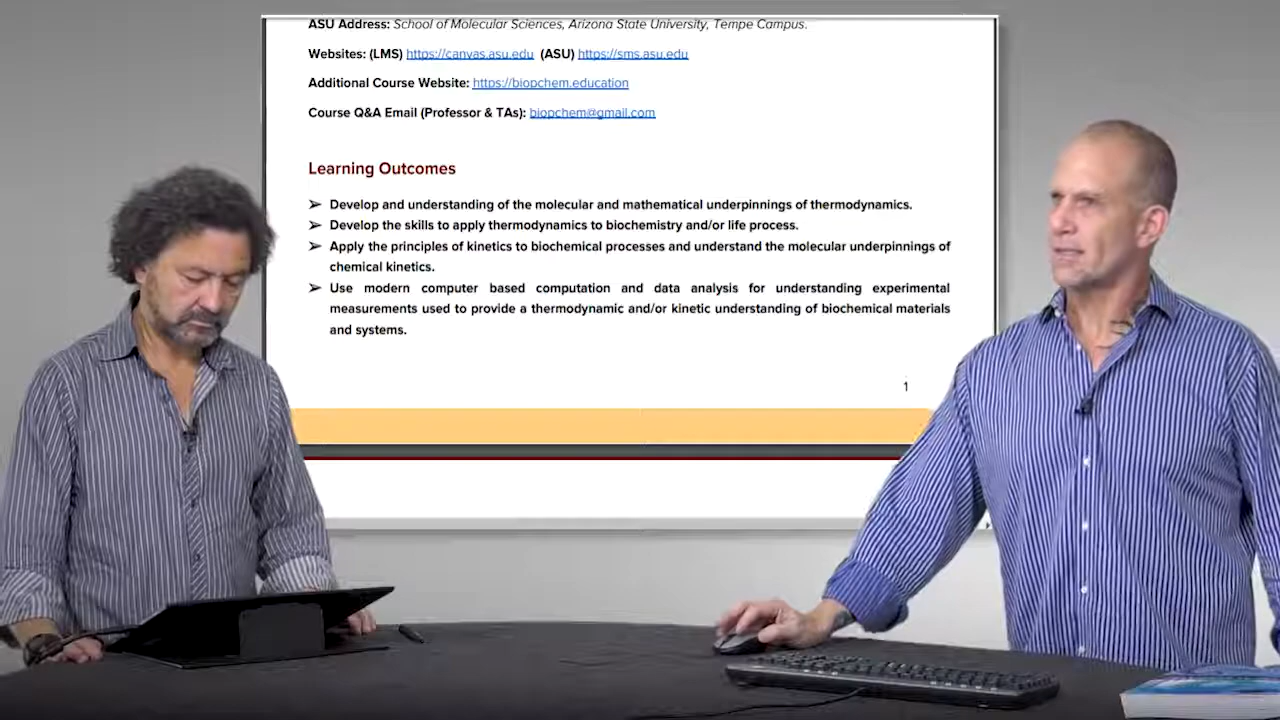 ASU Address: School of Molecular Sciences, Arizona State University, Tempe Campus.
Websites: (LMS) https://canvas.asu.edu (ASU) https://sms.asu.edu
Additional Course Website: https://biopchem.education
Course Q&A Email (Professor & TAs): biopchem@gmail.com
Learning Outcomes
➢ Develop and understanding of the molecular and mathematical underpinnings of thermodynamics.
➢ Develop the skills to apply thermodynamics to biochemistry and/or life process.
➢ Apply the principles of kinetics to biochemical processes and understand the molecular underpinnings of
chemical kinetics.
➢ Use modern computer based computation and data analysis for understanding experimental
measurements used to provide a thermodynamic and/or kinetic understanding of biochemical materials
and systems.
1